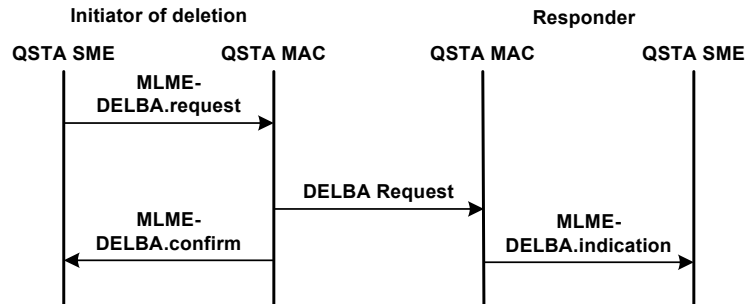 Initiator of deletion
Responder
QSTA SME
QSTA MAC
QSTA MAC
QSTA SME
MLME-
DELBA.request
DELBA Request
MLME-
DELBA.confirm
MLME-
DELBA.indication